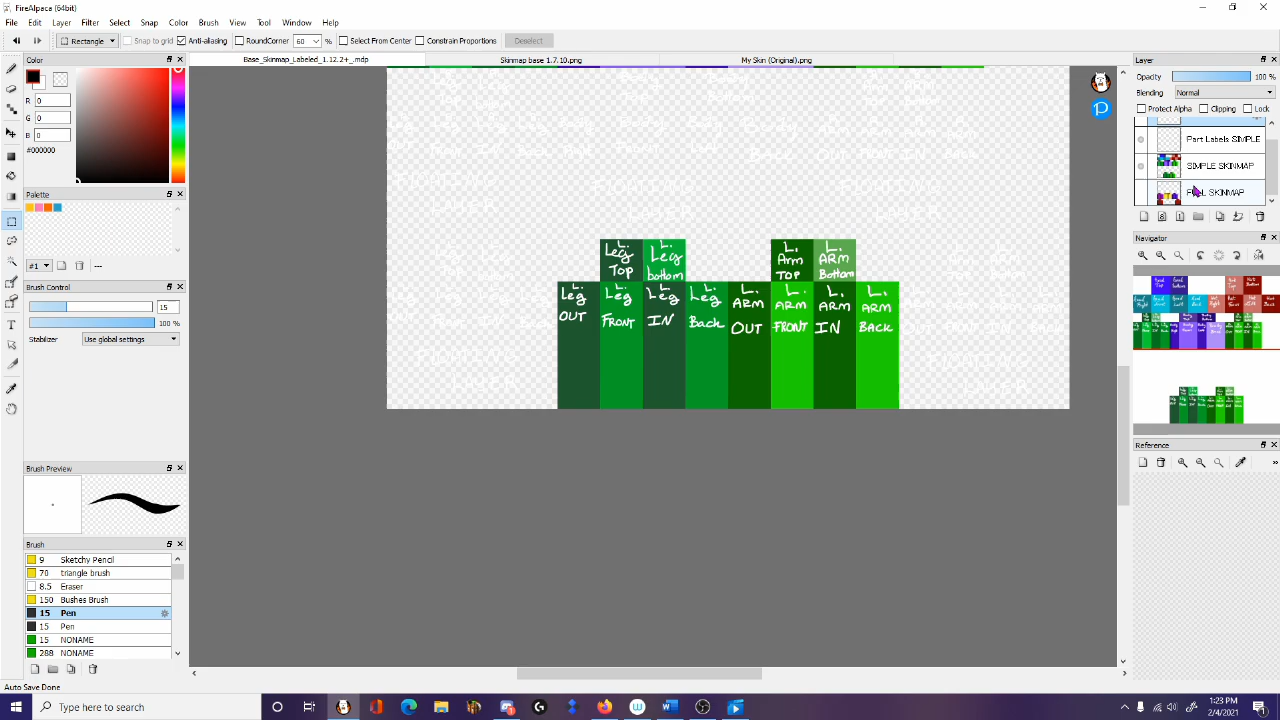 FireAlpaca (64bit)
File Edit Layer Filter Select Snap Color Brush View Tool Window Help
Rectangle Snap to grid Anti-aliasing RoundCorner 60 % Select From Center Constrain Proportions Deselect
Color
Base_Skinmap_Labeled_1.12.2+_.mdp Skinmap base 1.7.10.png My Skin (Original).png
Layer
R 0
G 0
B 0
#000000
Opacity 100 %
Blending Normal
Protect Alpha Clipping Lock
Part Labels SIMPLE
SIMPLE SKINMAP
SKINMAP
Palette
#1
---
Navigator
Brush Control
15
100 %
Stabilizer Use global settings
L. Leg Top
L. Leg bottom
L. Arm TOP
L. ARM Bottom
L. Leg OUT
L. Leg FRONT
L. Leg IN
L. Leg Back
L. ARM OUT
L. ARM FRONT
L. ARM IN
L. ARM BACK
LAYER
LAYER
Reference
Brush Preview
Brush
9 Sketchy Pencil
70 triangle brush
8.5 Eraser
150 Bushes Brush
15 Pen
15 Pen
15 NONAME
288 NONAME
Auto Save Done
Type here to search
1:23 PM
2/4/2021